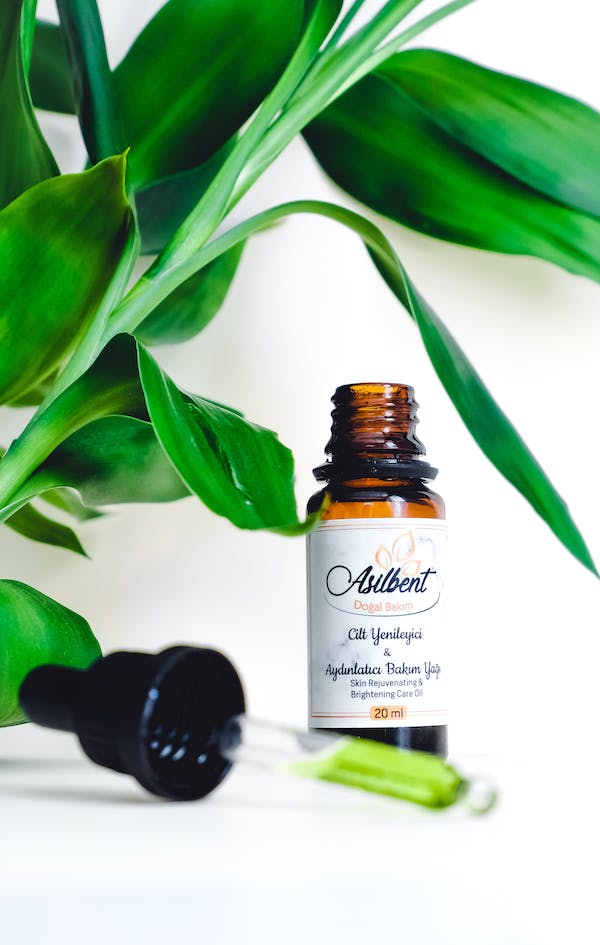 Asilbent
Doğal Bakım
Cilt Yenileyici
&
Aydınlatıcı Bakım Yağı
Skin Rejuvenating &
Brightening Care Oil
20 ml